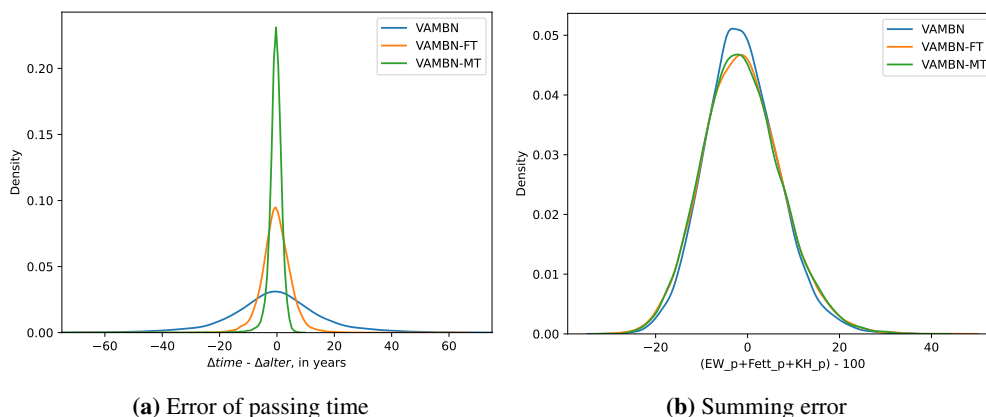 VAMBN
VAMBN-FT
VAMBN-MT
0.20
0.15
0.10
0.05
0.00
Density
−60 −40 −20 0 20 40 60
Δtime - Δalter, in years
(a) Error of passing time
VAMBN
VAMBN-FT
VAMBN-MT
0.05
0.04
0.03
0.02
0.01
0.00
Density
−20 0 20 40
(EW_p+Fett_p+KH_p) - 100
(b) Summing error